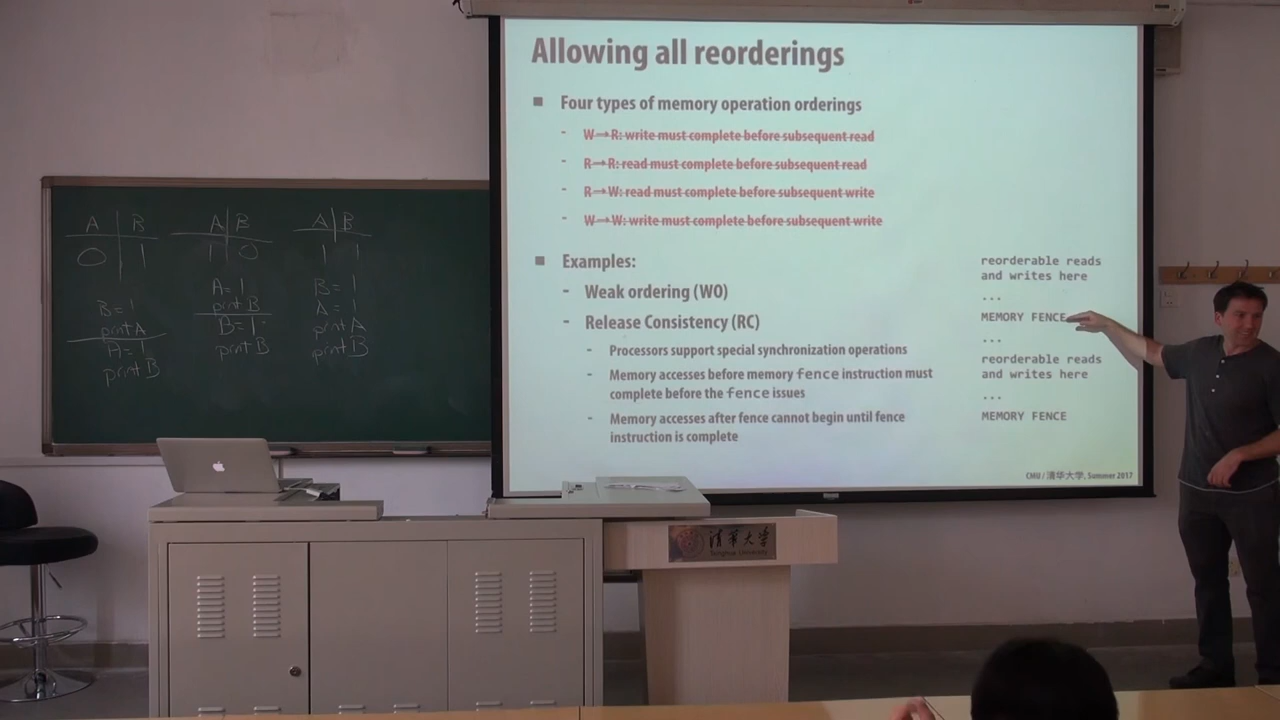 Allowing all reorderings
Four types of memory operation orderings
W→R: write must complete before subsequent read
R→R: read must complete before subsequent read
R→W: read must complete before subsequent write
W→W: write must complete before subsequent write
Examples:
Weak ordering (WO)
Release Consistency (RC)
Processors support special synchronization operations
Memory accesses before memory fence instruction must
complete before the fence issues
Memory accesses after fence cannot begin until fence
instruction is complete
reorderable reads
and writes here
...
MEMORY FENCE
...
reorderable reads
and writes here
...
MEMORY FENCE
CMU / 清华大学, Summer 2017
A B
0 1
B=1
print A
A=1
print B
A B
1 0
A=1
print B
B=1
print B
A B
1 1
B=1
A=1
print A
print B
清华大学
Tsinghua University